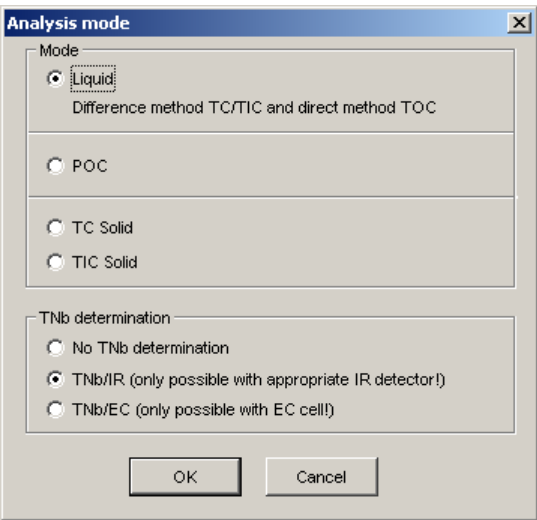 Analysis mode
Mode
Liquid
Difference method TC/TIC and direct method TOC
POC
TC Solid
TIC Solid
TNb determination
No TNb determination
TNb/IR (only possible with appropriate IR detector!)
TNb/EC (only possible with EC cell!)
OK Cancel